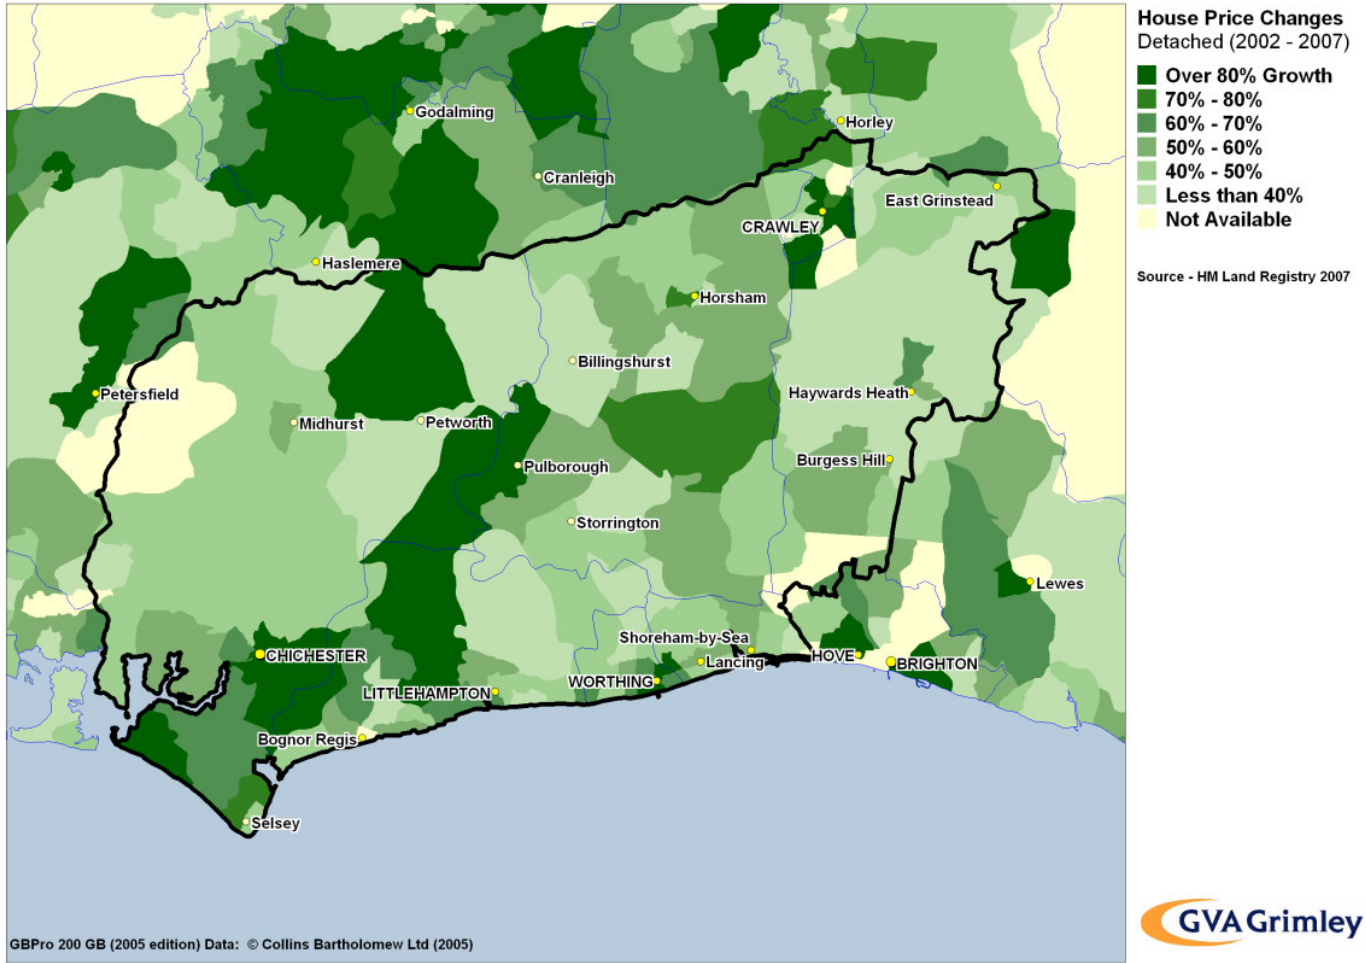 House Price Changes
Detached (2002 - 2007)
Over 80% Growth
70% - 80%
60% - 70%
50% - 60%
40% - 50%
Less than 40%
Not Available
Source - HM Land Registry 2007
Godalming
Horley
Cranleigh
East Grinstead
CRAWLEY
Haslemere
Horsham
Billingshurst
Petersfield
Haywards Heath
Midhurst
Petworth
Burgess Hill
Pulborough
Storrington
Lewes
Shoreham-by-Sea
CHICHESTER
HOVE
Lancing
BRIGHTON
WORTHING
LITTLEHAMPTON
Bognor Regis
Selsey
GVA Grimley
GBPro 200 GB (2005 edition) Data: © Collins Bartholomew Ltd (2005)